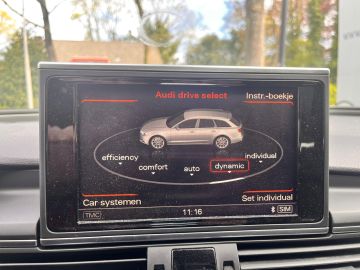 Audi drive select
Instr.-boekje
efficiency
individual
comfort
auto
dynamic
Car systemen
Set individual
TMC
11:16
SIM